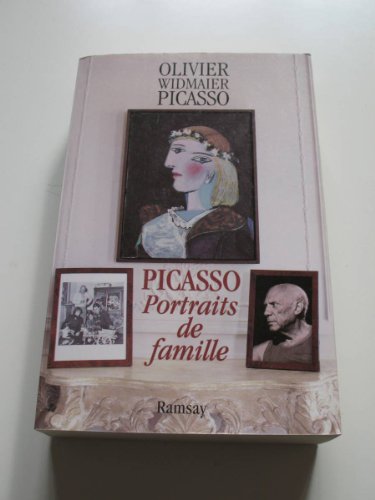 OLIVIER
WIDMAIER
PICASSO
PICASSO
Portraits
de
famille
Ramsay